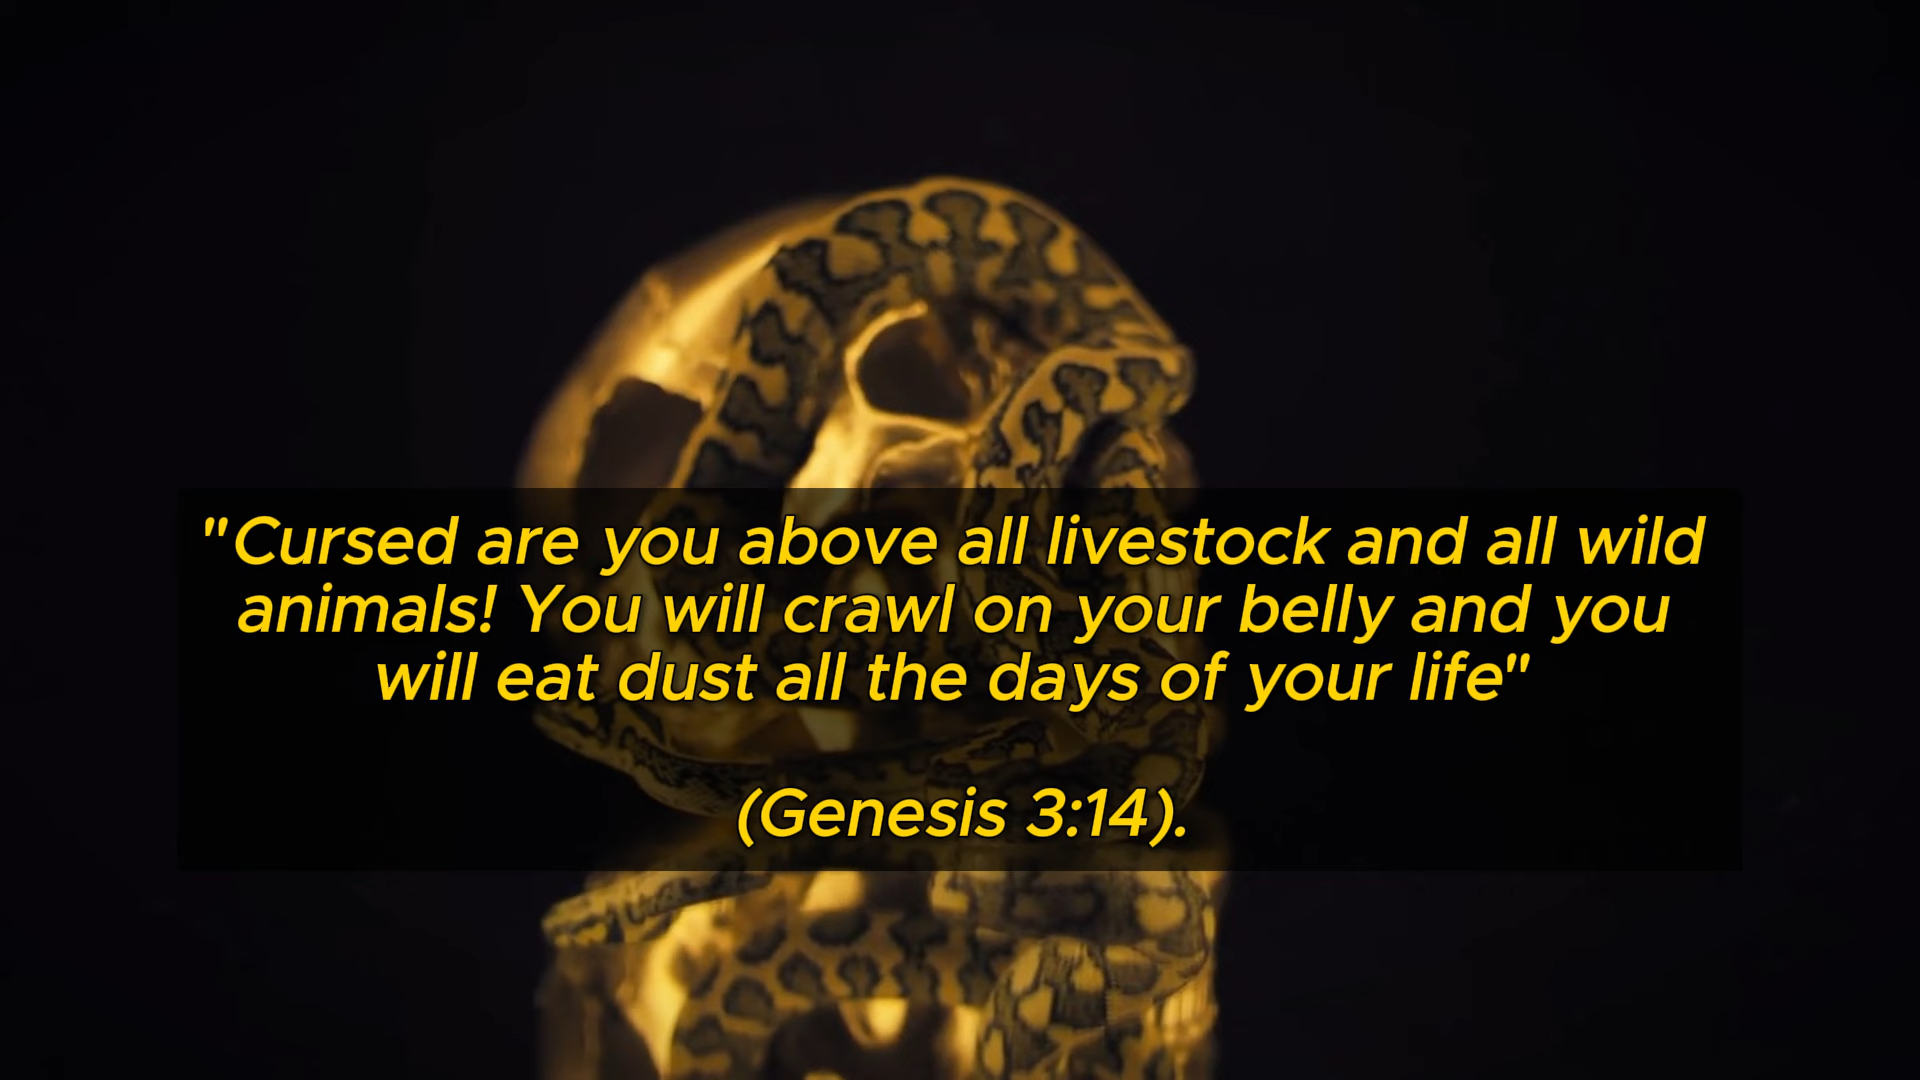 "Cursed are you above all livestock and all wild
animals! You will crawl on your belly and you
will eat dust all the days of your life"
(Genesis 3:14).